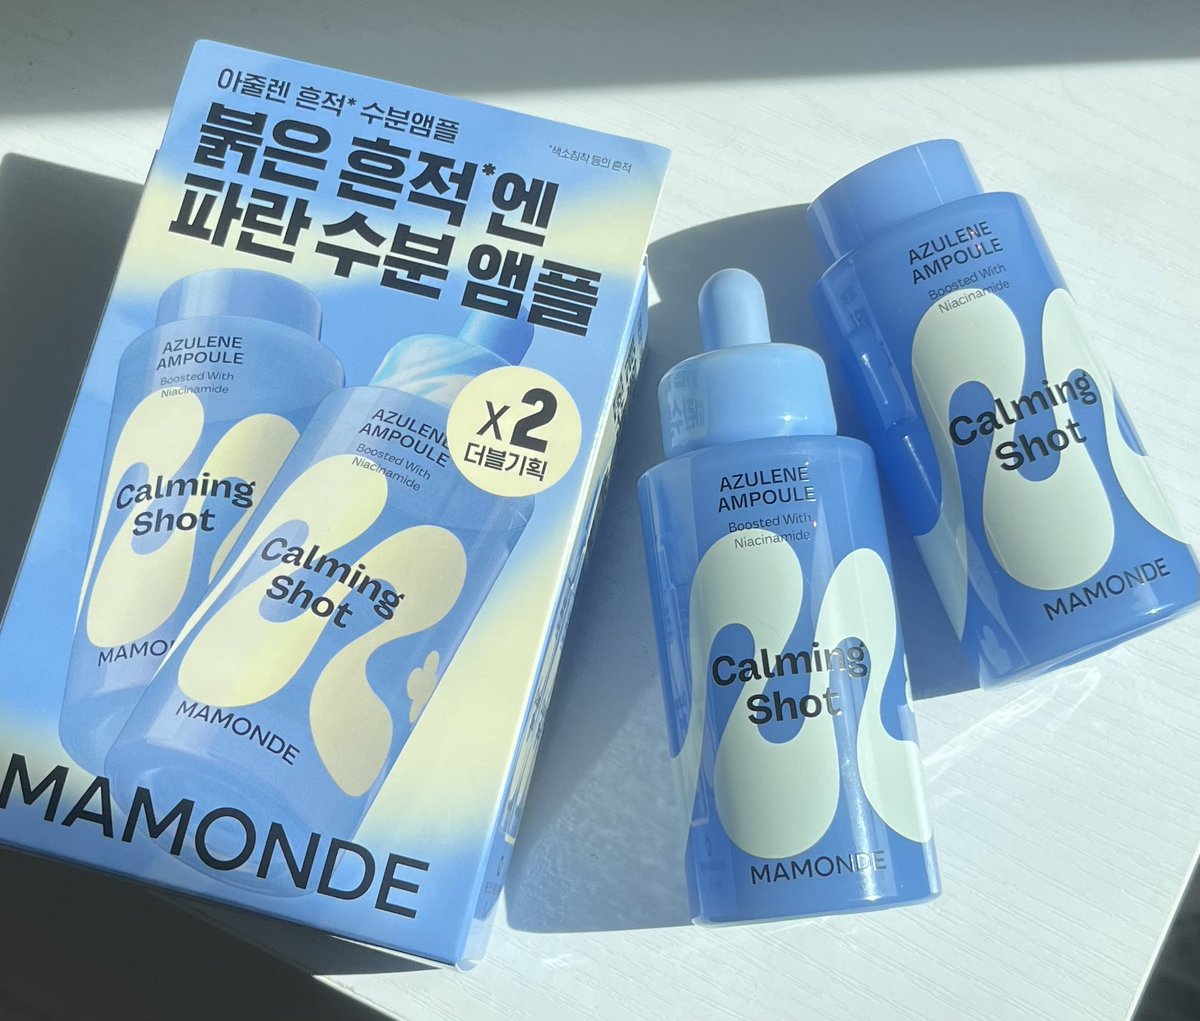 아줄렌 흔적* 수분앰플
*색소침착 등의 흔적
붉은 흔적*엔
파란 수분 앰플
AZULENE
AMPOULE
Boosted With
Niacinamide
Calming
Shot
MAMON
AZULENE
AMPOULE
Boosted With
Niacinamide
Calming
Shot
MAMONDE
x2
더블기획
MAMONDE
AZULENE
AMPOULE
Boosted With
Niacinamide
Calming
Shot
MAMONDE
AZULENE
AMPOULE
Boosted With
Niacinamide
Calming
Shot
MAMONDE